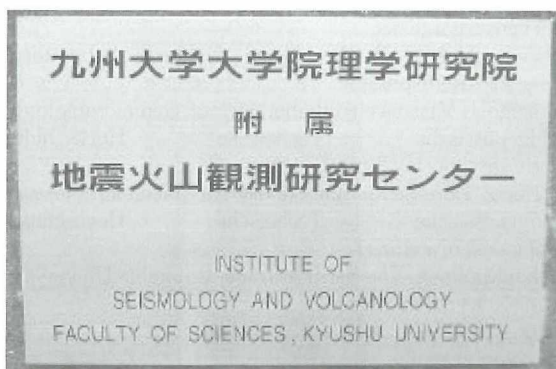 九州大学大学院理学研究院
附 属
地震火山観測研究センター
INSTITUTE OF
SEISMOLOGY AND VOLCANOLOGY
FACULTY OF SCIENCES, KYUSHU UNIVERSITY